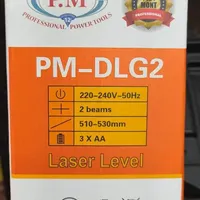 P.M
PROFESSIONAL POWER TOOLS
PM-DLG2
220-240V-50Hz
2 beams
510-530mm
3 X AA
Laser Level